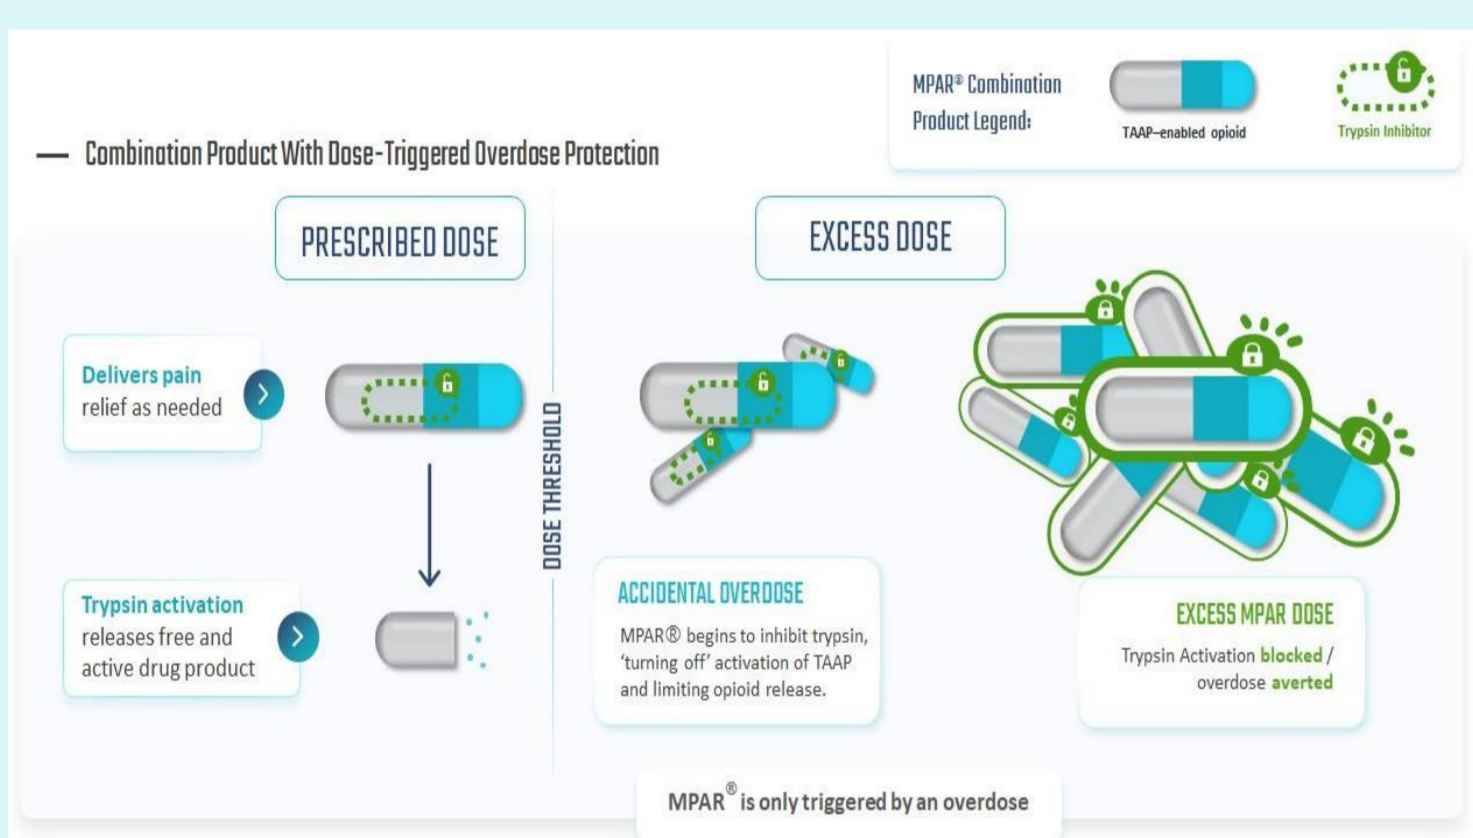 MPAR® Combination
Product Legend:
TAAP–enabled opioid
Trypsin Inhibitor
— Combination Product With Dose-Triggered Overdose Protection
PRESCRIBED DOSE
EXCESS DOSE
Delivers pain
relief as needed
DOSE THRESHOLD
Trypsin activation
releases free and
active drug product
ACCIDENTAL OVERDOSE
MPAR® begins to inhibit trypsin,
‘turning off’ activation of TAAP
and limiting opioid release.
EXCESS MPAR DOSE
Trypsin Activation blocked /
overdose averted
MPAR® is only triggered by an overdose